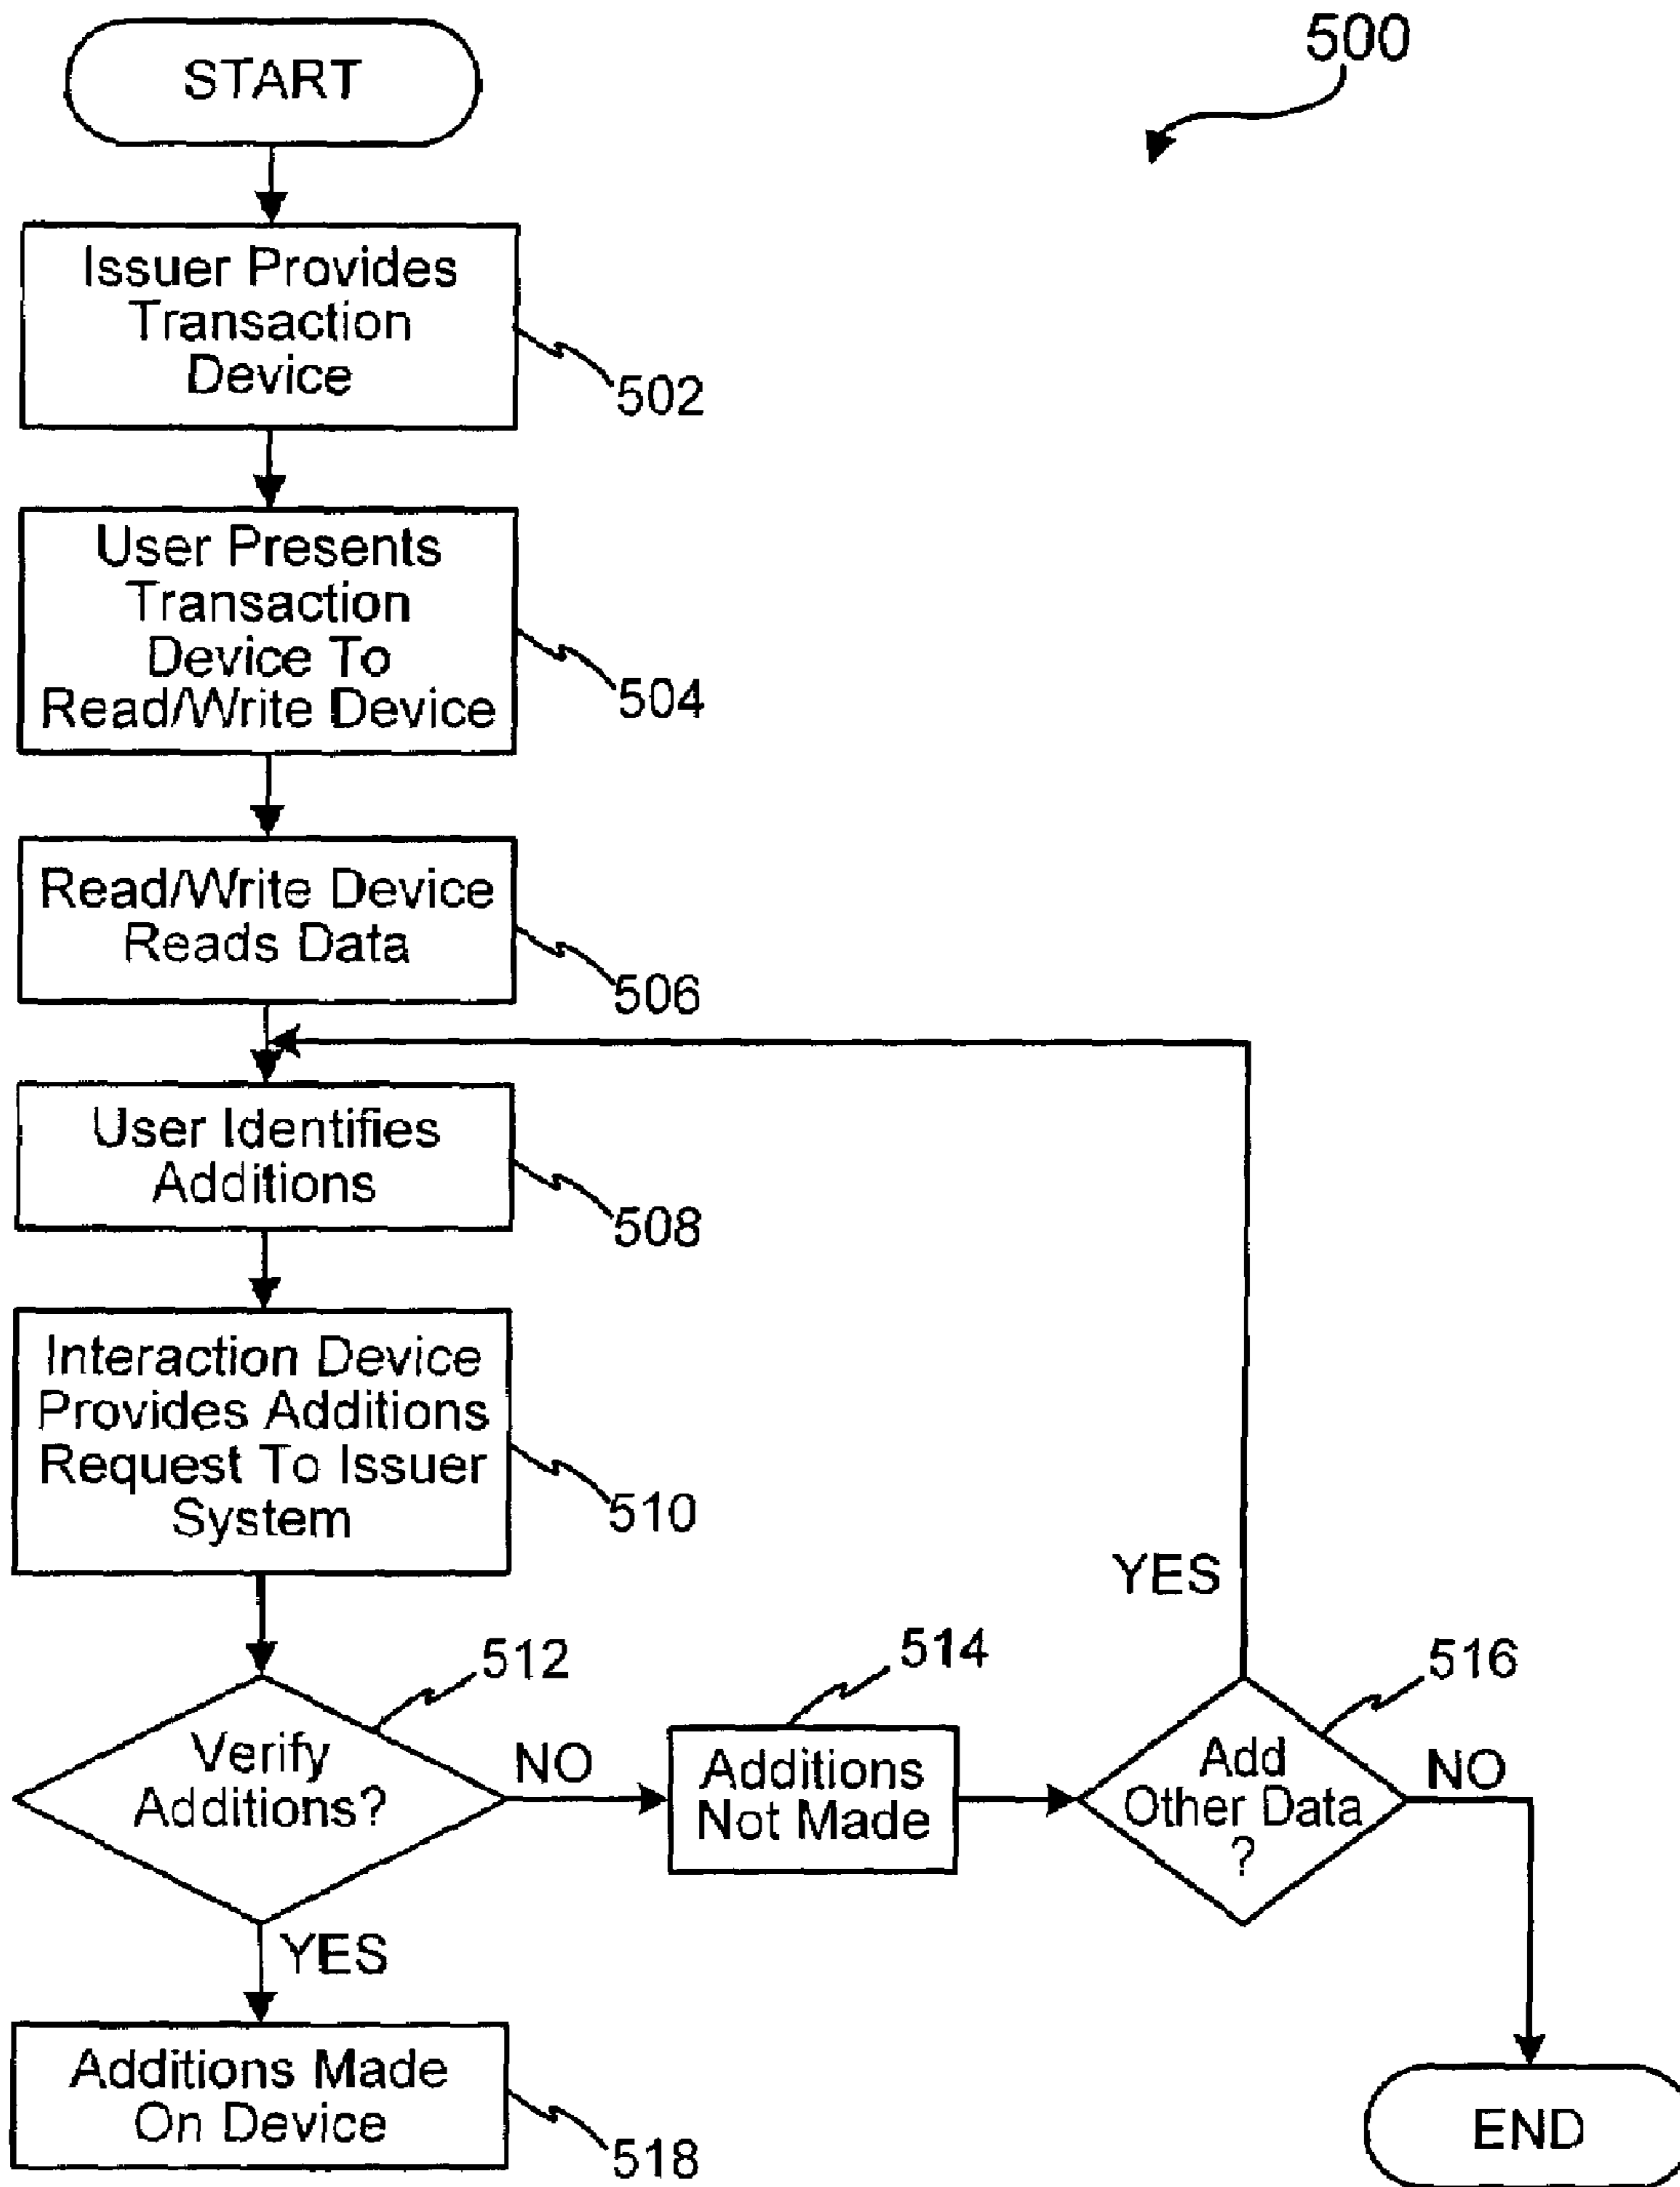 START
500
Issuer Provides
Transaction
Device
502
User Presents
Transaction
Device To
Read/Write Device
504
Read/Write Device
Reads Data
506
User Identifies
Additions
508
Interaction Device
Provides Additions
Request To Issuer
System
510
YES
512
Verify
Additions?
NO
514
Additions
Not Made
516
Add
Other Data
?
NO
YES
Additions Made
On Device
518
END